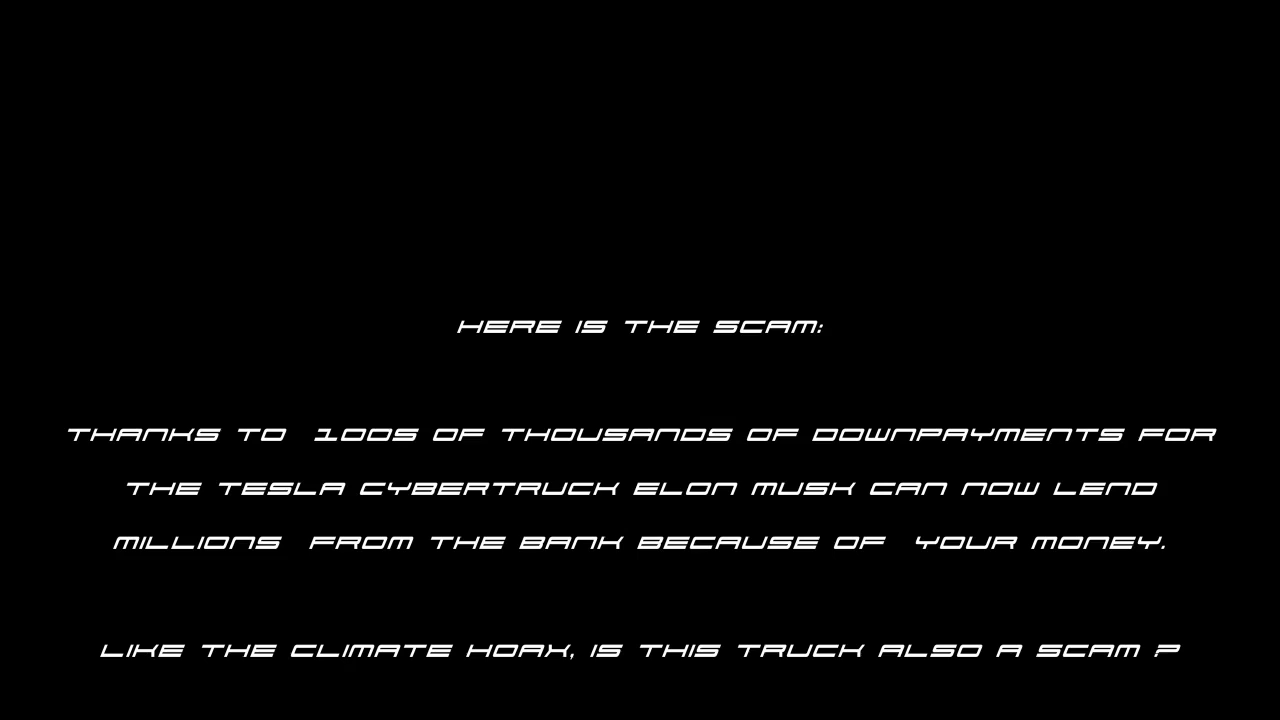 HERE IS THE SCAM:
THANKS TO 100S OF THOUSANDS OF DOWNPAYMENTS FOR
THE TESLA CYBERTRUCK ELON MUSK CAN NOW LEND
MILLIONS FROM THE BANK BECAUSE OF YOUR MONEY.
LIKE THE CLIMATE HOAX, IS THIS TRUCK ALSO A SCAM ?